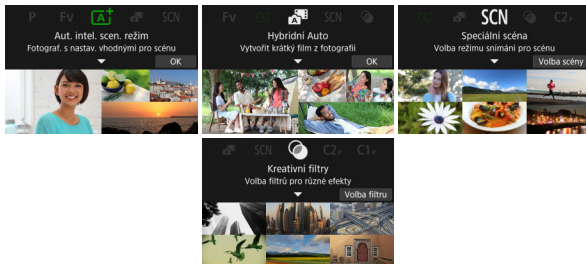 P Fv A+ SCN
Aut. intel. scen. režim
Fotograf. s nastav. vhodnými pro scénu
OK
Fv A+ SCN
Hybridní Auto
Vytvořit krátký film z fotografií
OK
A+ SCN C2
Speciální scéna
Volba režimu snímání pro scénu
Volba scény
SCN C2 C1
Kreativní filtry
Volba filtrů pro různé efekty
Volba filtru